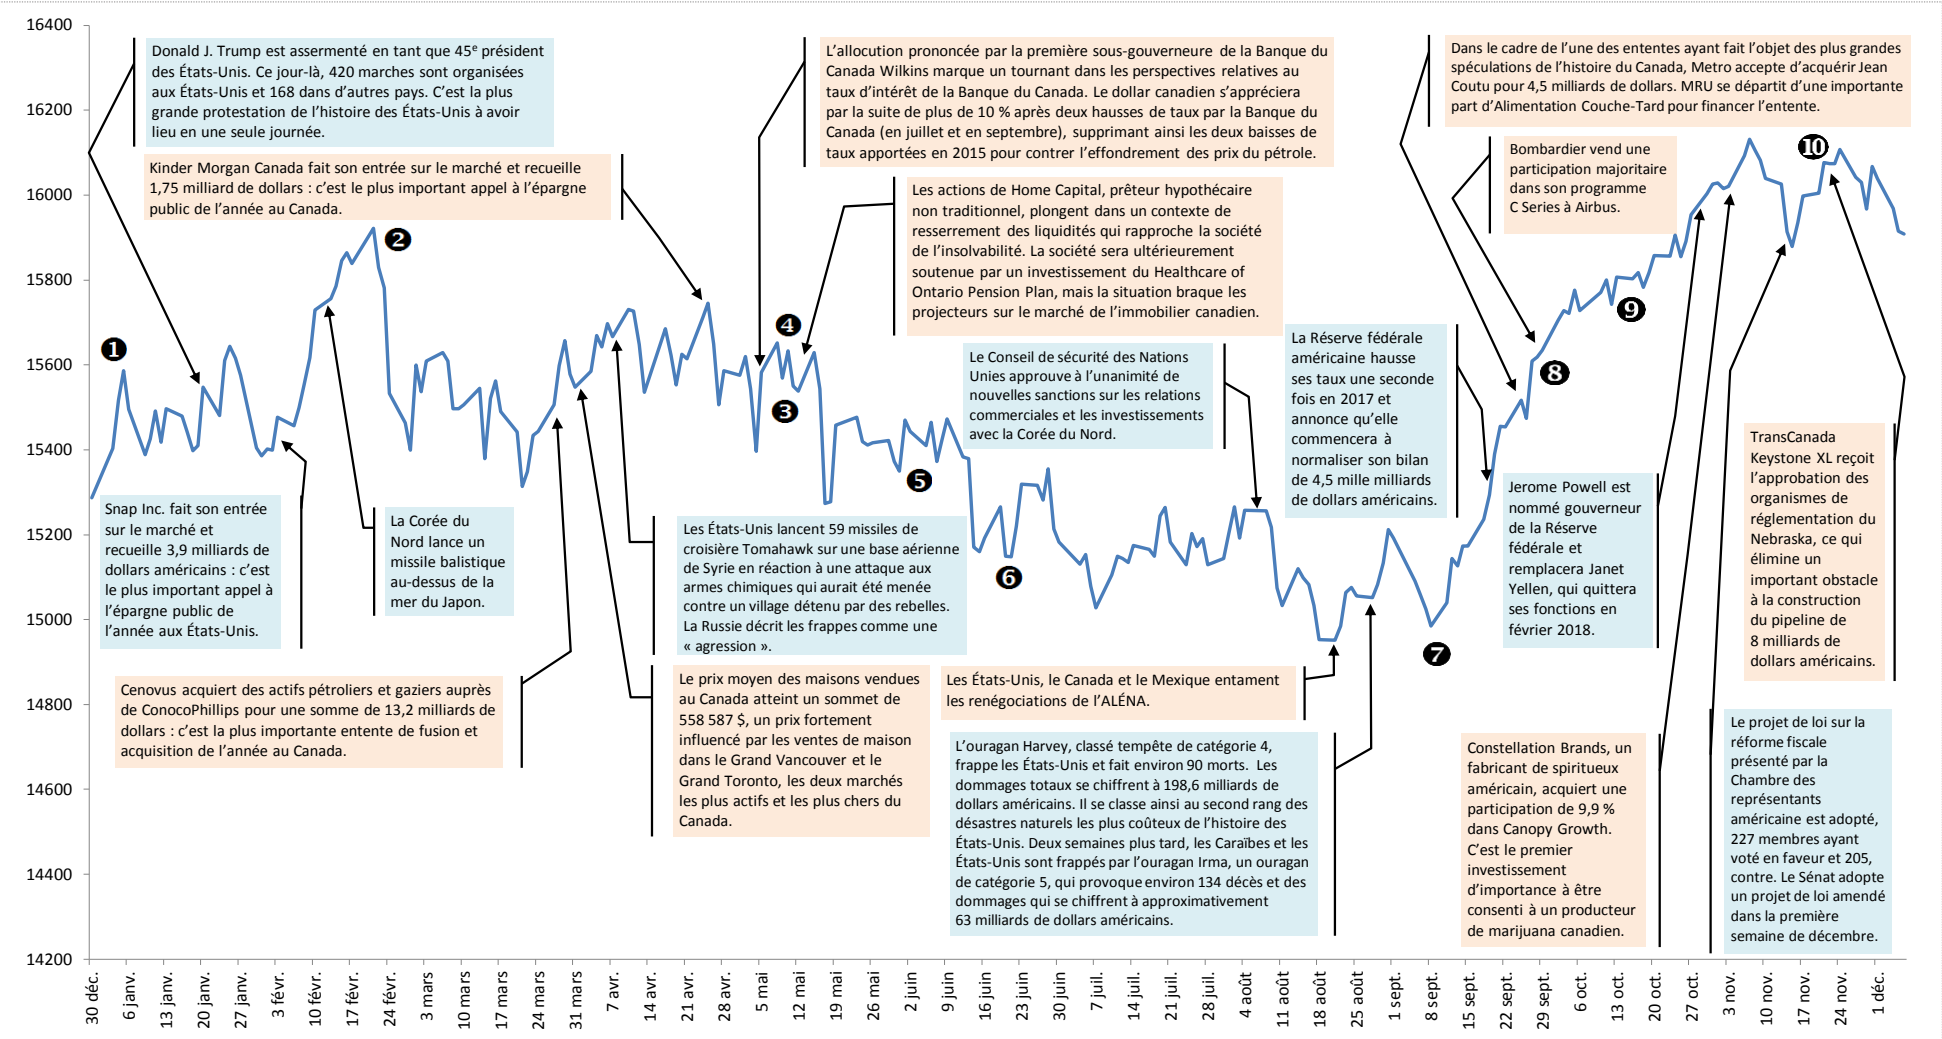 16400
16200
16000
15800
15600
15400
15200
15000
14800
14600
14400
14200
Donald J. Trump est assermenté en tant que 45e président
des États-Unis. Ce jour-là, 420 marches sont organisées
aux États-Unis et 168 dans d'autres pays. C'est la plus
grande protestation de l'histoire des États-Unis à avoir
lieu en une seule journée.
Kinder Morgan Canada fait son entrée sur le marché et recueille
1,75 milliard de dollars : c'est le plus important appel à l'épargne
public de l'année au Canada.
L'allocution prononcée par la première sous-gouverneure de la Banque du
Canada Wilkins marque un tournant dans les perspectives relatives au
taux d'intérêt de la Banque du Canada. Le dollar canadien s'appréciera
par la suite de plus de 10 % après deux hausses de taux par la Banque du
Canada (en juillet et en septembre), supprimant ainsi les deux baisses de
taux apportées en 2015 pour contrer l'effondrement des prix du pétrole.
Les actions de Home Capital, prêteur hypothécaire
non traditionnel, plongent dans un contexte de
resserrement des liquidités qui rapproche la société
de l'insolvabilité. La société sera ultérieurement
soutenue par un investissement du Healthcare of
Ontario Pension Plan, mais la situation braque les
projecteurs sur le marché de l'immobilier canadien.
Dans le cadre de l'une des ententes ayant fait l'objet des plus grandes
spéculations de l'histoire du Canada, Metro accepte d'acquérir Jean
Coutu pour 4,5 milliards de dollars. MRU se départit d'une importante
part d'Alimentation Couche-Tard pour financer l'entente.
Bombardier vend une
participation majoritaire
dans son programme
C Series à Airbus.
La Réserve fédérale
américaine hausse
ses taux une seconde
fois en 2017 et
annonce qu'elle
commencera à
normaliser son bilan
de 4,5 mille milliards
de dollars américains.
Le Conseil de sécurité des Nations
Unies approuve à l'unanimité de
nouvelles sanctions sur les relations
commerciales et les investissements
avec la Corée du Nord.
Snap Inc. fait son entrée
sur le marché et
recueille 3,9 milliards de
dollars américains : c'est
le plus important appel à
l'épargne public de
l'année aux États-Unis.
La Corée du
Nord lance un
missile balistique
au-dessus de la
mer du Japon.
Les États-Unis lancent 59 missiles de
croisière Tomahawk sur une base aérienne
de Syrie en réaction à une attaque aux
armes chimiques qui aurait été menée
contre un village détenu par des rebelles.
La Russie décrit les frappes comme une
« agression ».
Jerome Powell est
nommé gouverneur
de la Réserve
fédérale et
remplacera Janet
Yellen, qui quittera
ses fonctions en
février 2018.
TransCanada
Keystone XL reçoit
l'approbation des
organismes de
réglementation du
Nebraska, ce qui
élimine un
important obstacle
à la construction
du pipeline de
8 milliards de
dollars américains.
Cenovus acquiert des actifs pétroliers et gaziers auprès
de ConocoPhillips pour une somme de 13,2 milliards de
dollars : c'est la plus importante entente de fusion et
acquisition de l'année au Canada.
Le prix moyen des maisons vendues
au Canada atteint un sommet de
558 587 $, un prix fortement
influencé par les ventes de maison
dans le Grand Vancouver et le
Grand Toronto, les deux marchés
les plus actifs et les plus chers du
Canada.
Les États-Unis, le Canada et le Mexique entament
les renégociations de l'ALÉNA.
L'ouragan Harvey, classé tempête de catégorie 4,
frappe les États-Unis et fait environ 90 morts. Les
dommages totaux se chiffrent à 198,6 milliards de
dollars américains. Il se classe ainsi au second rang des
désastres naturels les plus coûteux de l'histoire des
États-Unis. Deux semaines plus tard, les Caraïbes et les
États-Unis sont frappés par l'ouragan Irma, un ouragan
de catégorie 5, qui provoque environ 134 décès et des
dommages qui se chiffrent à approximativement
63 milliards de dollars américains.
Constellation Brands, un
fabricant de spiritueux
américain, acquiert une
participation de 9,9 %
dans Canopy Growth.
C'est le premier
investissement
d'importance à être
consenti à un producteur
de marijuana canadien.
Le projet de loi sur la
réforme fiscale
présenté par la
Chambre des
représentants
américaine est adopté,
227 membres ayant
voté en faveur et 205,
contre. Le Sénat adopte
un projet de loi amendé
dans la première
semaine de décembre.
1
2
3
4
5
6
7
8
9
10
30 déc.
6 janv.
13 janv.
20 janv.
27 janv.
3 févr.
10 févr.
17 févr.
24 févr.
3 mars
10 mars
17 mars
24 mars
31 mars
7 avr.
14 avr.
21 avr.
28 avr.
5 mai
12 mai
19 mai
26 mai
2 juin
9 juin
16 juin
23 juin
30 juin
7 juil.
14 juil.
21 juil.
28 juil.
4 août
11 août
18 août
25 août
1 sept.
8 sept.
15 sept.
22 sept.
29 sept.
6 oct.
13 oct.
20 oct.
27 oct.
3 nov.
10 nov.
17 nov.
24 nov.
1 déc.